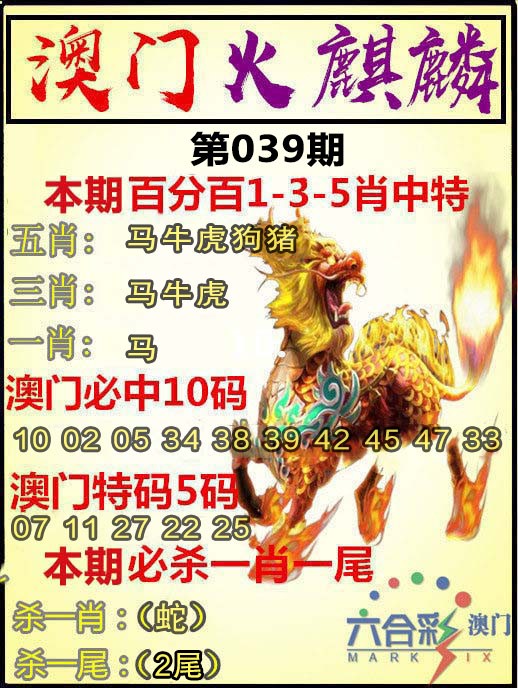 澳门火麒麟
第039期
本期百分百1-3-5肖中特
五肖：马牛虎狗猪
三肖：马牛虎
一肖：马
澳门必中10码
10 02 05 34 38 39 42 45 47 33
澳门特码5码
07 11 27 22 25
本期必杀一肖一尾
杀一肖：（蛇）
杀一尾：（2尾）
六合彩澳门
MARK SIX